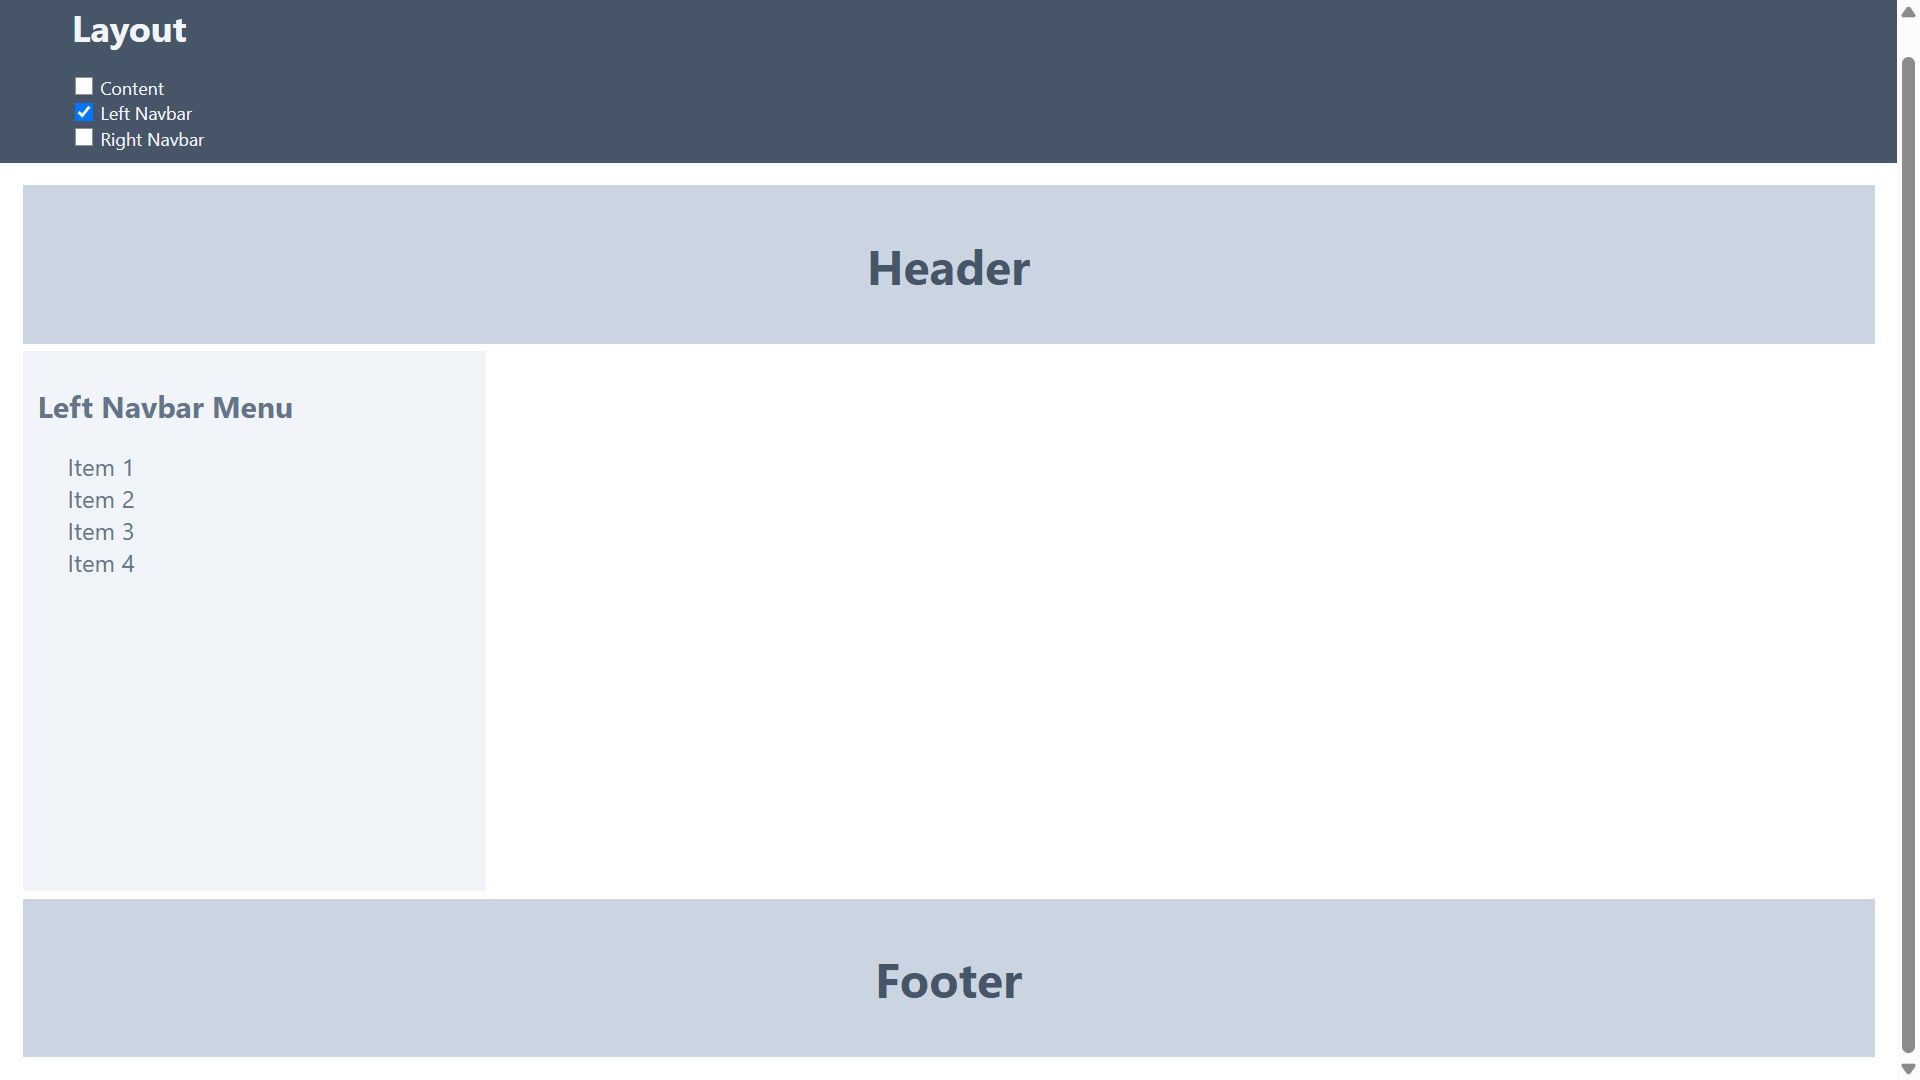 Layout
Content
Left Navbar
Right Navbar
Header
Left Navbar Menu
Item 1
Item 2
Item 3
Item 4
Footer